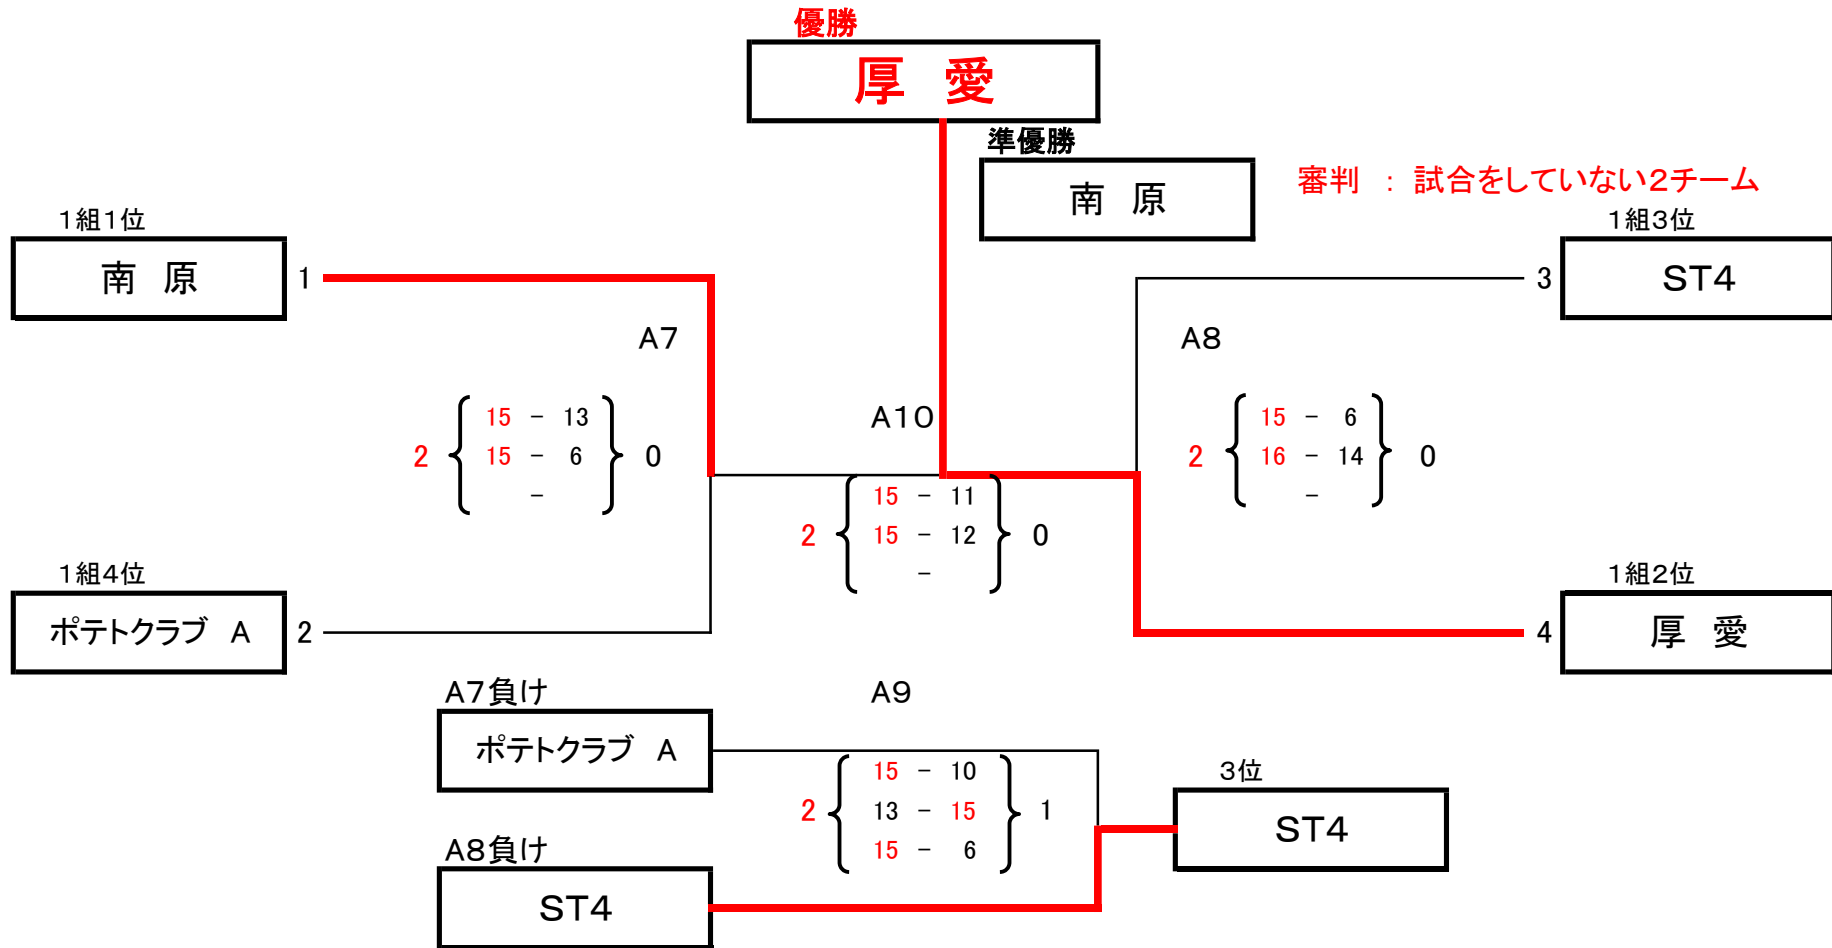 優勝
厚　愛
準優勝
南　原
審判　：　試合をしていない２チーム
１組１位
南　原
1
１組３位
ＳＴ４
3
Ａ７
Ａ８
2 { 15 － 13 } 0
15 － 6
－
Ａ１０
2 { 15 － 6 } 0
16 － 14
－
2 { 15 － 11 } 0
15 － 12
－
１組４位
ポテトクラブ　Ａ
2
１組２位
厚　愛
4
Ａ７負け
Ａ９
ポテトクラブ　Ａ
2 { 15 － 10 } 1
13 － 15
15 － 6
３位
ＳＴ４
Ａ８負け
ＳＴ４